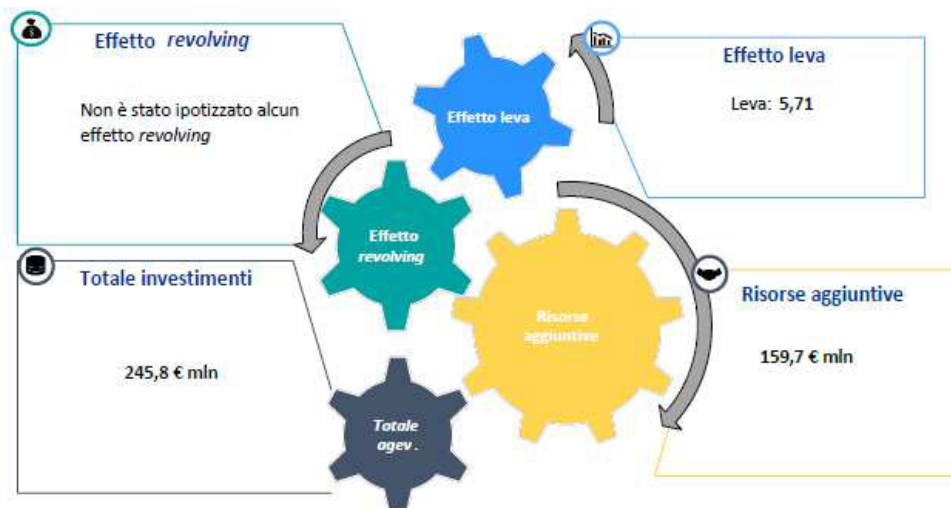 Effetto revolving
Non è stato ipotizzato alcun
effetto revolving
Effetto leva
Effetto leva
Leva: 5,71
Effetto
revolving
Totale investimenti
245,8 € mln
Risorse
aggiuntive
Risorse aggiuntive
159,7 € mln
Totale
agev.